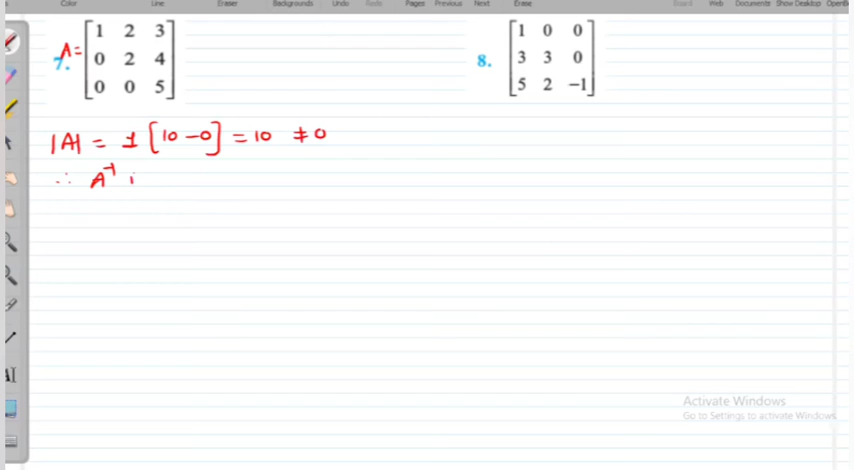 Color Line Eraser Backgrounds Undo Redo Pages Previous Next Erase Board Web Documents Show Desktop
7. A = [1 2 3
0 2 4
0 0 5]
8. [1 0 0
3 3 0
5 2 −1]
|A| = 1 [10 − 0] = 10 ≠ 0
∴ A⁻¹ i
AI
Activate Windows
Go to Settings to activate Windows.